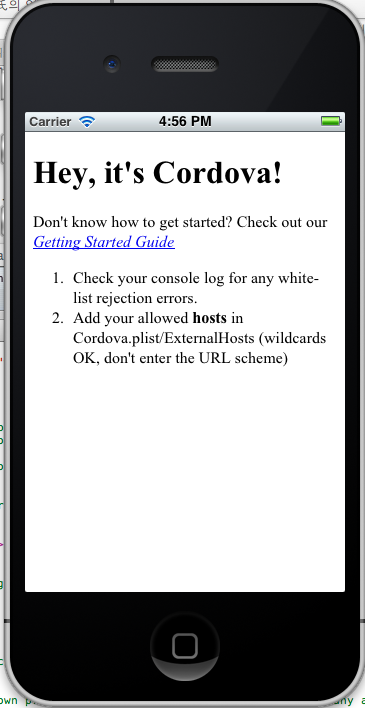 Carrier 4:56 PM
Hey, it's Cordova!
Don't know how to get started? Check out our
Getting Started Guide
1. Check your console log for any white-
list rejection errors.
2. Add your allowed hosts in
Cordova.plist/ExternalHosts (wildcards
OK, don't enter the URL scheme)